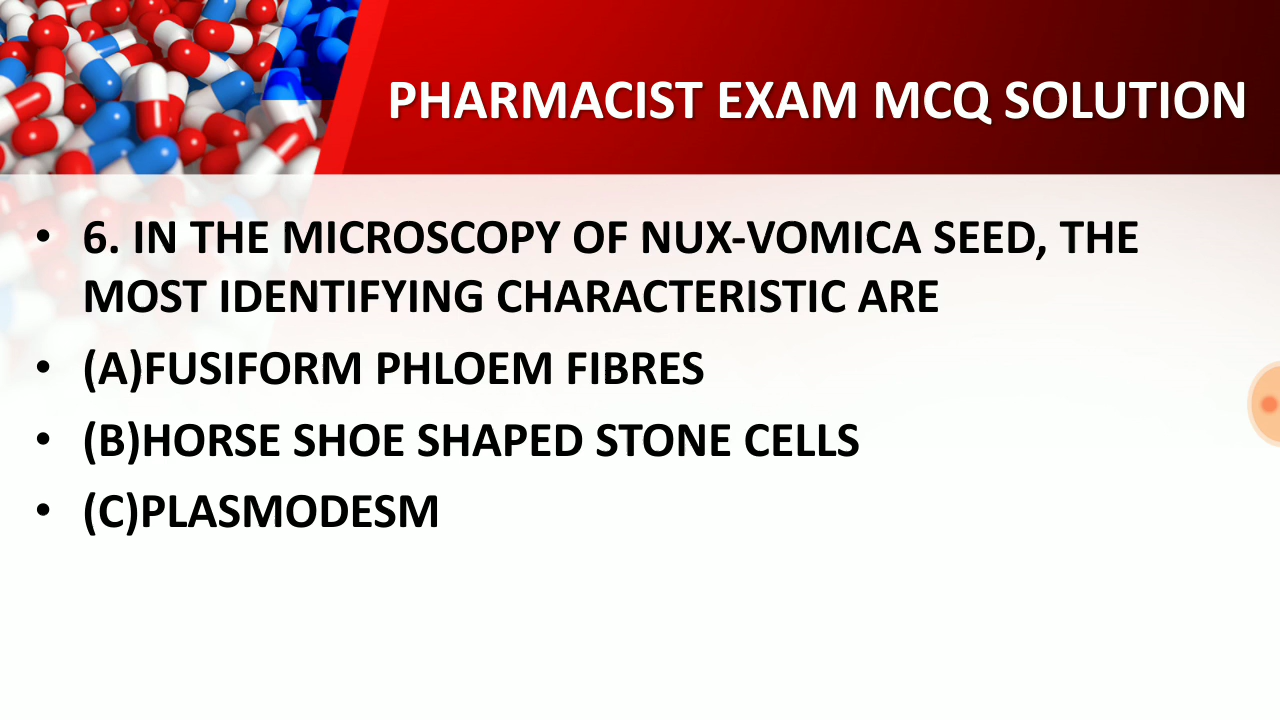 PHARMACIST EXAM MCQ SOLUTION
• 6. IN THE MICROSCOPY OF NUX-VOMICA SEED, THE
MOST IDENTIFYING CHARACTERISTIC ARE
• (A)FUSIFORM PHLOEM FIBRES
• (B)HORSE SHOE SHAPED STONE CELLS
• (C)PLASMODESM